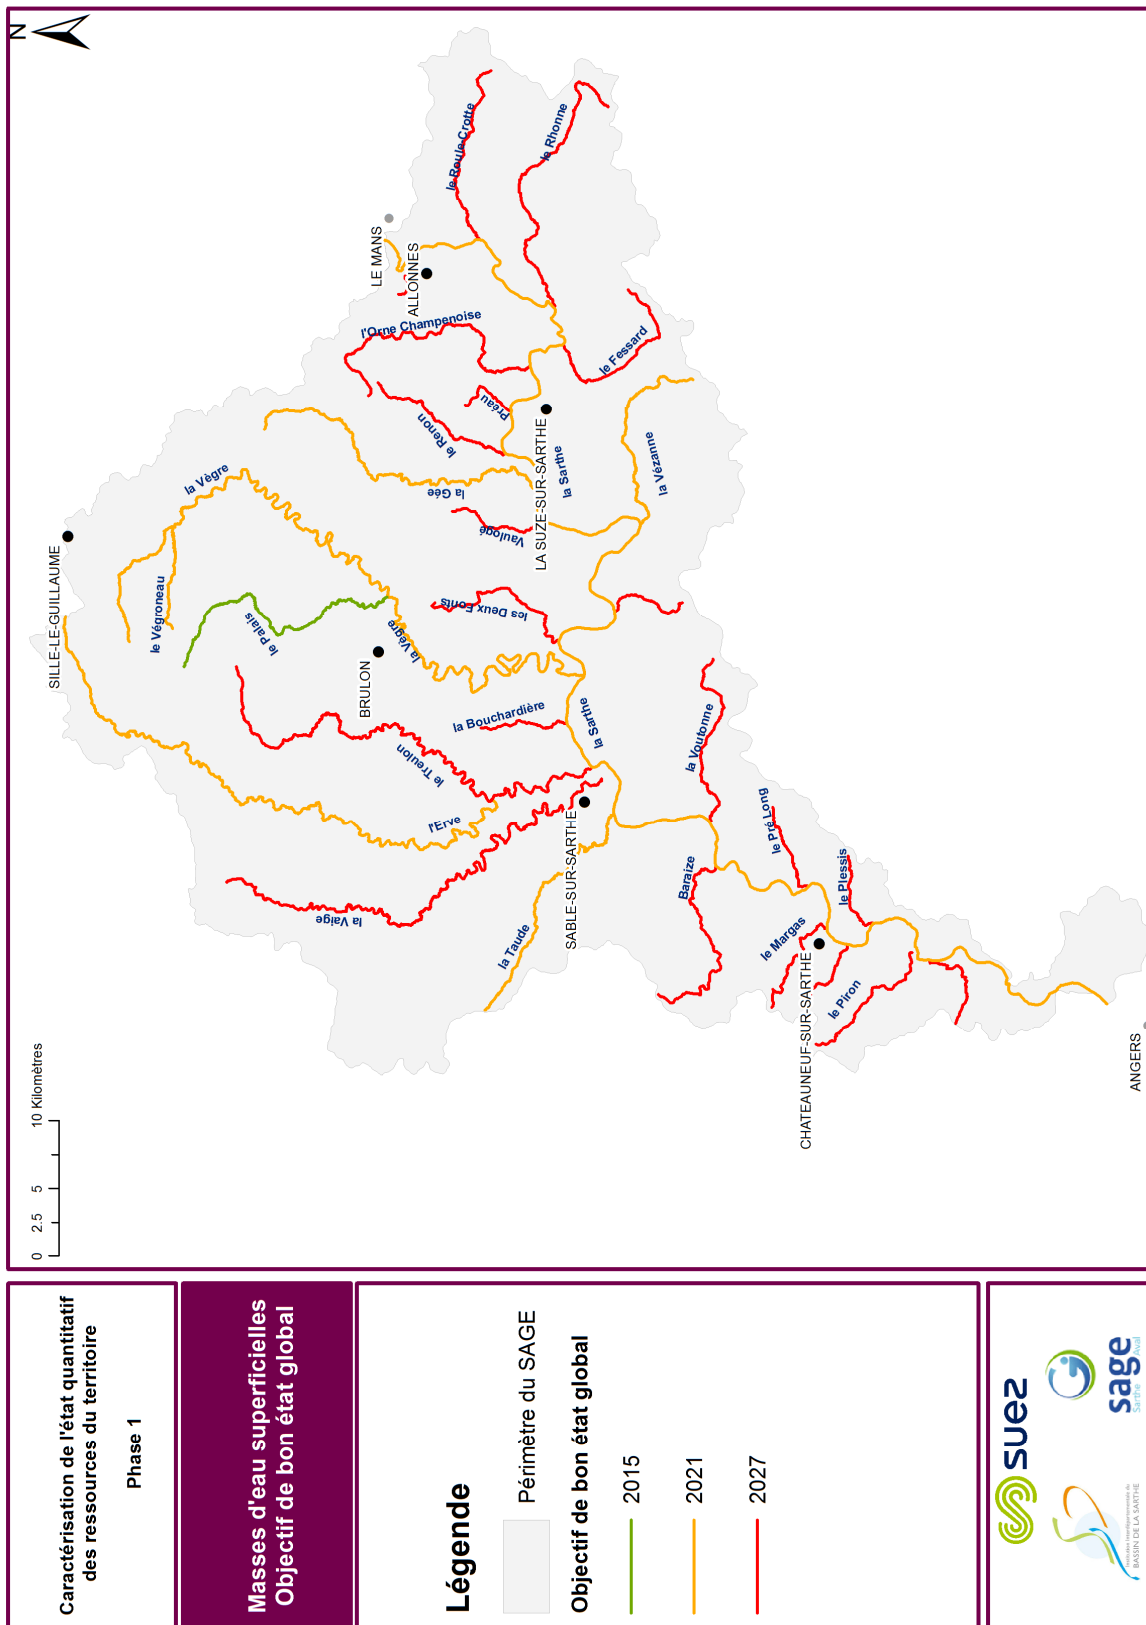 Caractérisation de l'état quantitatif
des ressources du territoire
Phase 1
Masses d'eau superficielles
Objectif de bon état global
Légende
Périmètre du SAGE
Objectif de bon état global
2015
2021
2027
suez
sage
Sarthe Aval
BASSIN DE LA SARTHE
0 2.5 5 10 Kilomètres
N
SILLE-LE-GUILLAUME
LE MANS
ALLONNES
BRULON
LA SUZE-SUR-SARTHE
SABLE-SUR-SARTHE
CHATEAUNEUF-SUR-SARTHE
ANGERS
le Roule-Crotte
le Rhonne
l'Orne Champenoise
le Fessard
Préau
le Renon
la Sarthe
la Vézanne
la Gée
Vaulogé
la Vègre
le Végroneau
le Palais
la Vègre
les Deux Fonts
la Bouchardière
la Sarthe
le Treulon
l'Erve
la Vaige
la Taude
la Voutonne
le Pré Long
Baraize
le Plessis
le Margas
le Piron